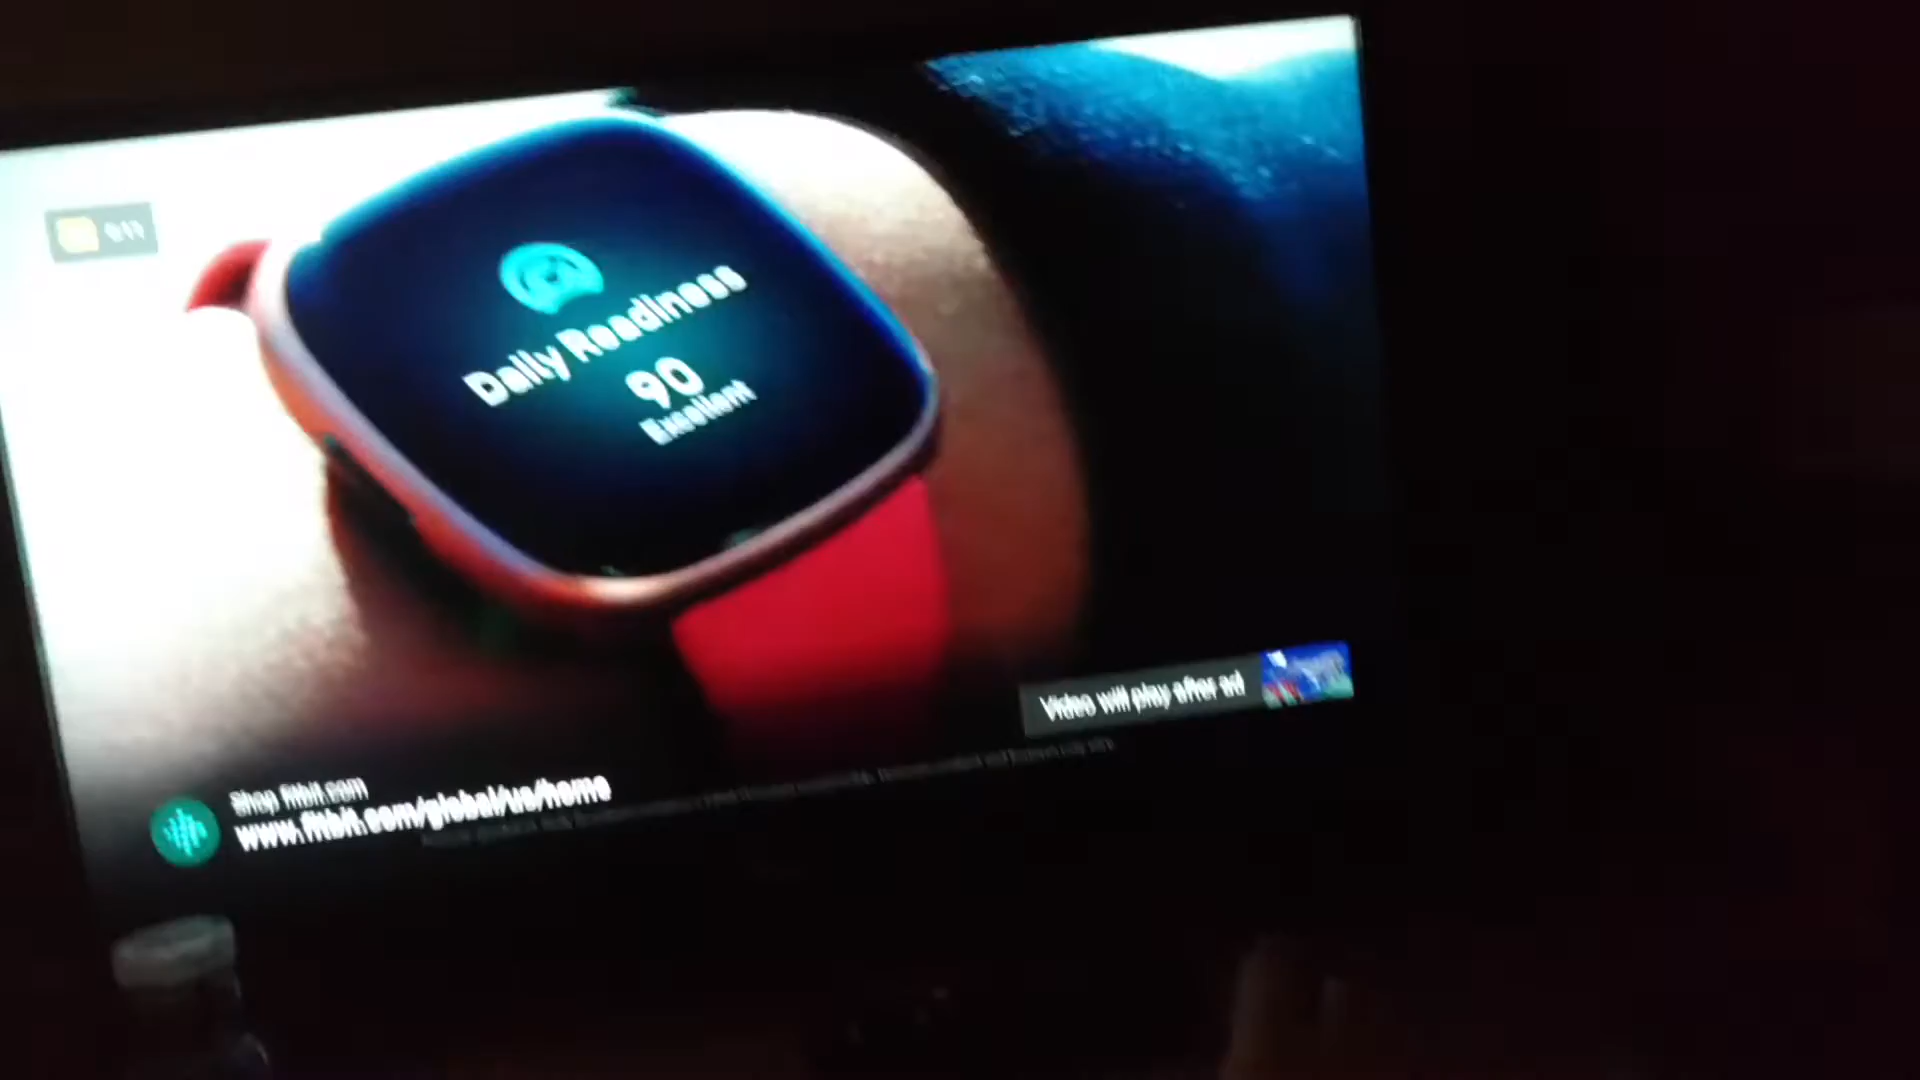 Daily Readiness
90
Excellent
Video will play after ad
Shop fitbit.com
www.fitbit.com/global/us/home